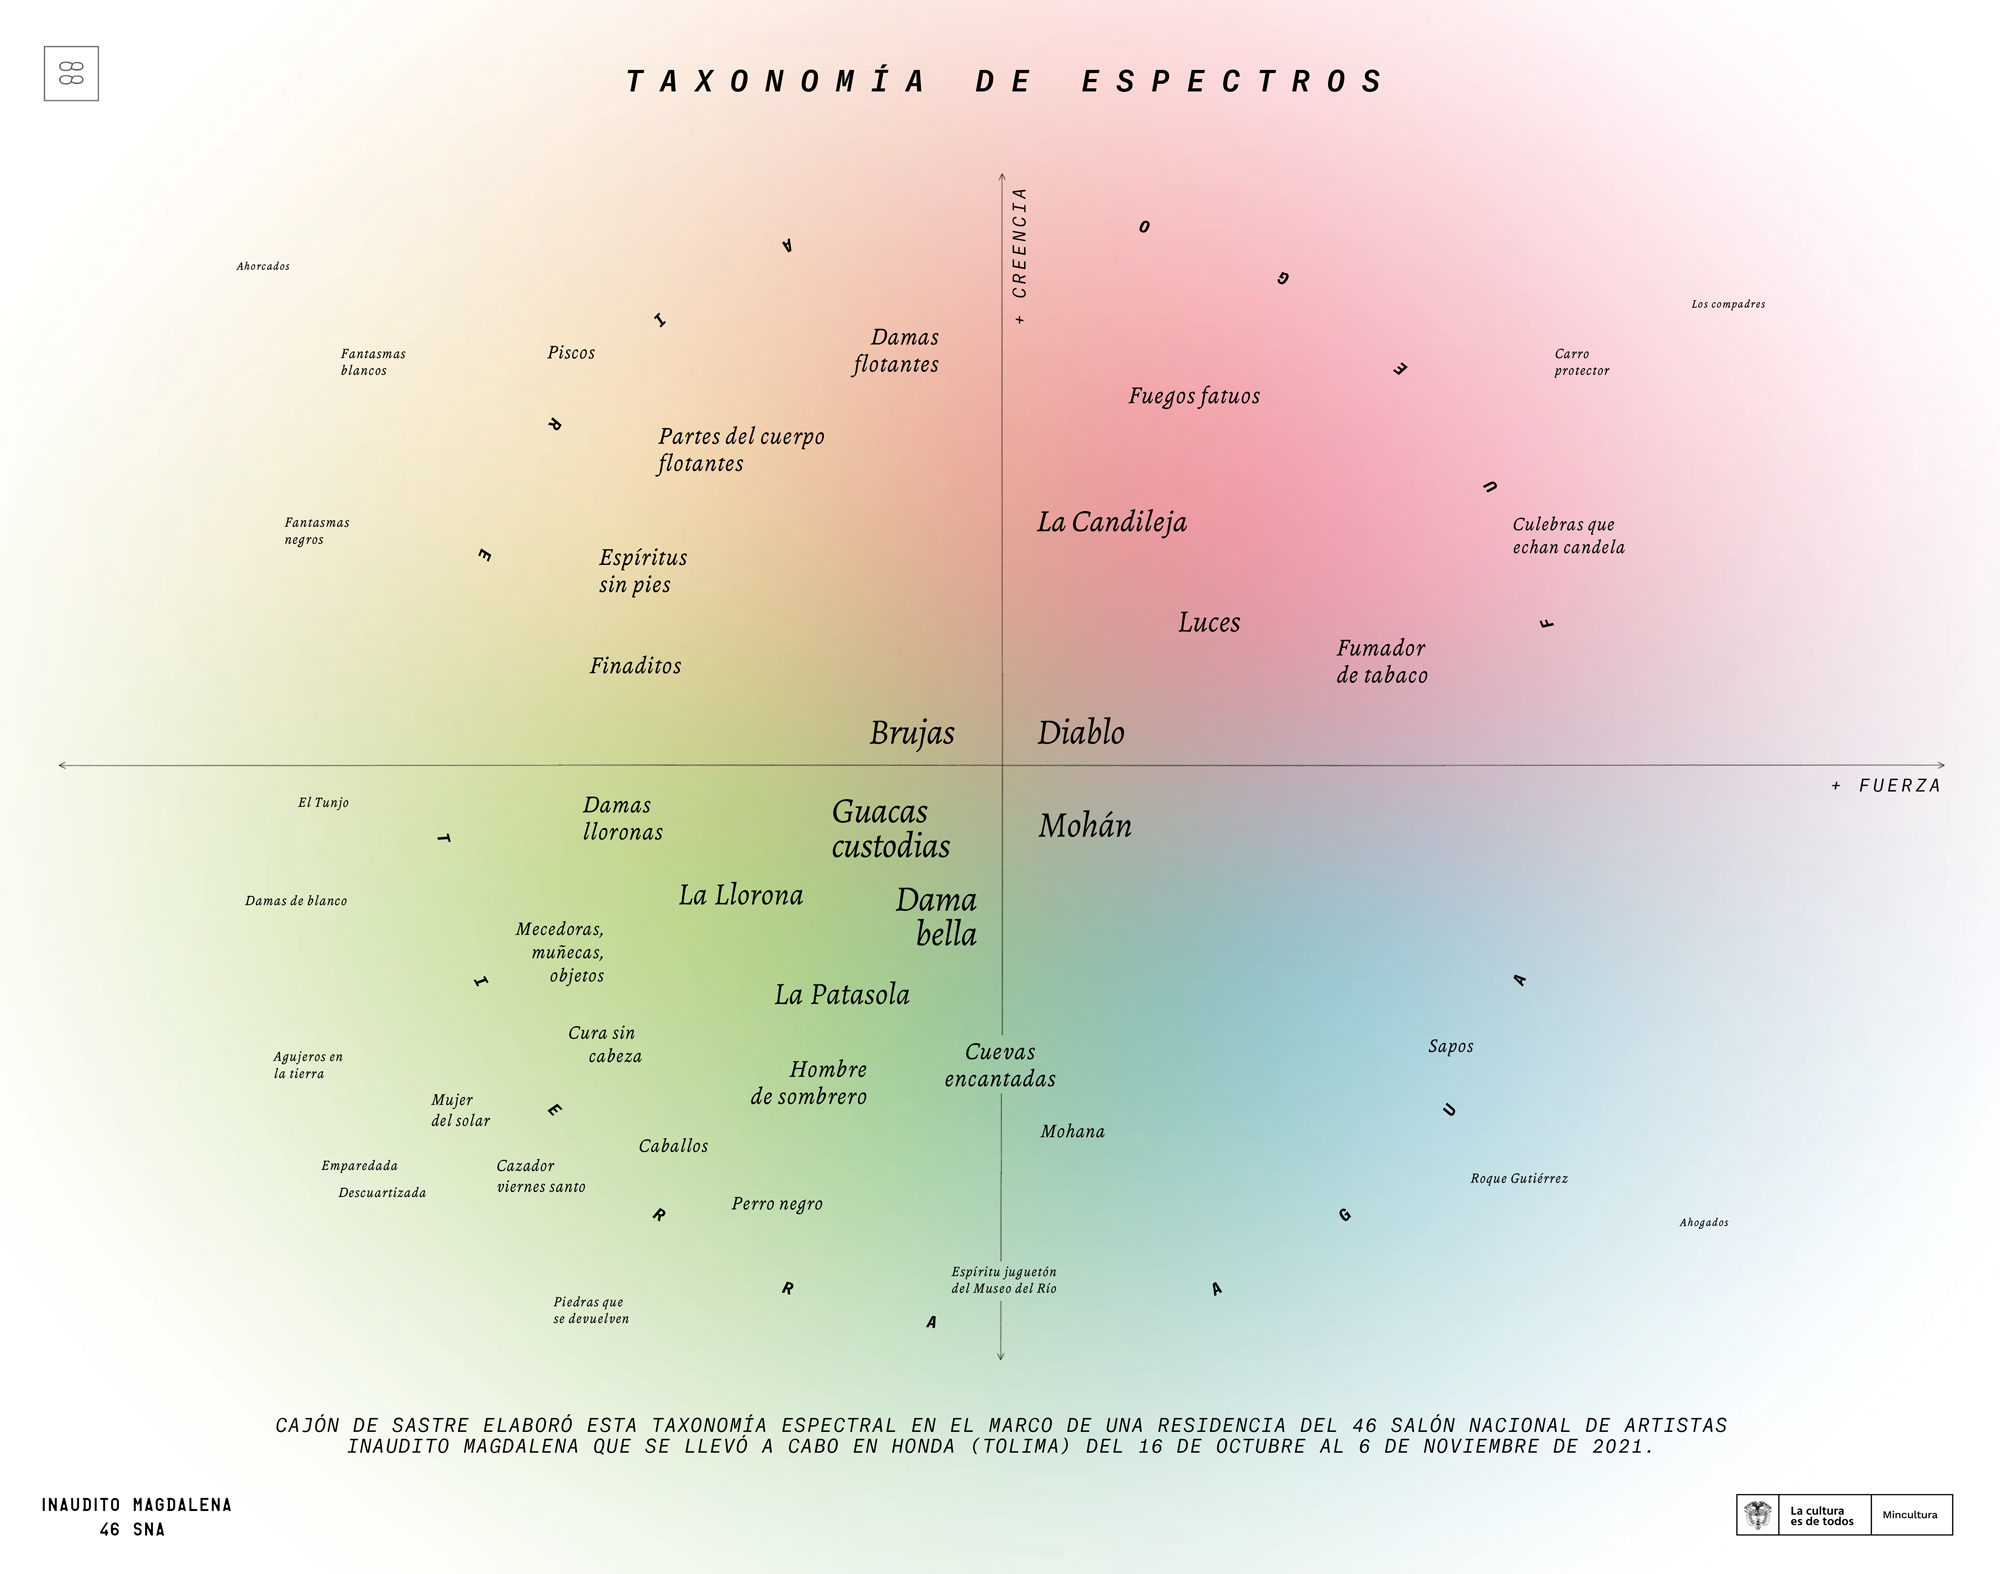 TAXONOMÍA DE ESPECTROS
+ CREENCIA
+ FUERZA
AIRE
FUEGO
TIERRA
AGUA
Ahorcados
Fantasmas
blancos
Piscos
Damas
flotantes
Partes del cuerpo
flotantes
Fantasmas
negros
Espíritus
sin pies
Finaditos
Brujas
Los compadres
Carro
protector
Fuegos fatuos
La Candileja
Culebras que
echan candela
Luces
Fumador
de tabaco
Diablo
El Tunjo
Damas
lloronas
Guacas
custodias
Damas de blanco
La Llorona
Dama
bella
Mecedoras,
muñecas,
objetos
La Patasola
Cura sin
cabeza
Agujeros en
la tierra
Hombre
de sombrero
Cuevas
encantadas
Mujer
del solar
Caballos
Emparedada
Descuartizada
Cazador
viernes santo
Perro negro
Espíritu juguetón
del Museo del Río
Piedras que
se devuelven
Mohán
Sapos
Mohana
Roque Gutiérrez
Ahogados
CAJÓN DE SASTRE ELABORÓ ESTA TAXONOMÍA ESPECTRAL EN EL MARCO DE UNA RESIDENCIA DEL 46 SALÓN NACIONAL DE ARTISTAS
INAUDITO MAGDALENA QUE SE LLEVÓ A CABO EN HONDA (TOLIMA) DEL 16 DE OCTUBRE AL 6 DE NOVIEMBRE DE 2021.
INAUDITO MAGDALENA
46 SNA
La cultura
es de todos
Mincultura